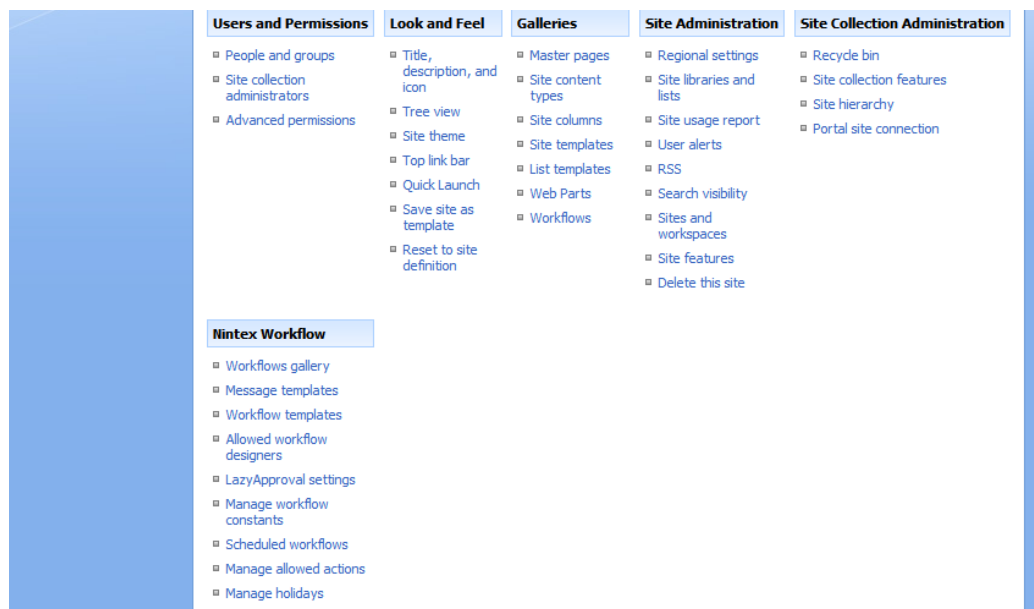 Users and Permissions
People and groups
Site collection
administrators
Advanced permissions
Look and Feel
Title,
description, and
icon
Tree view
Site theme
Top link bar
Quick Launch
Save site as
template
Reset to site
definition
Galleries
Master pages
Site content
types
Site columns
Site templates
List templates
Web Parts
Workflows
Site Administration
Regional settings
Site libraries and
lists
Site usage report
User alerts
RSS
Search visibility
Sites and
workspaces
Site features
Delete this site
Site Collection Administration
Recycle bin
Site collection features
Site hierarchy
Portal site connection
Nintex Workflow
Workflows gallery
Message templates
Workflow templates
Allowed workflow
designers
LazyApproval settings
Manage workflow
constants
Scheduled workflows
Manage allowed actions
Manage holidays